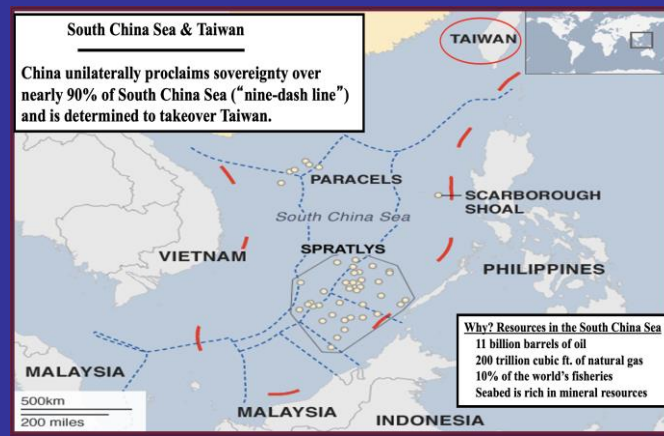 South China Sea & Taiwan
China unilaterally proclaims sovereignty over
nearly 90% of South China Sea (“nine-dash line”)
and is determined to takeover Taiwan.
TAIWAN
PARACELS
SCARBOROUGH
SHOAL
South China Sea
SPRATLYS
VIETNAM
PHILIPPINES
Why? Resources in the South China Sea
11 billion barrels of oil
200 trillion cubic ft. of natural gas
10% of the world’s fisheries
Seabed is rich in mineral resources
MALAYSIA
500km
200 miles
MALAYSIA
INDONESIA